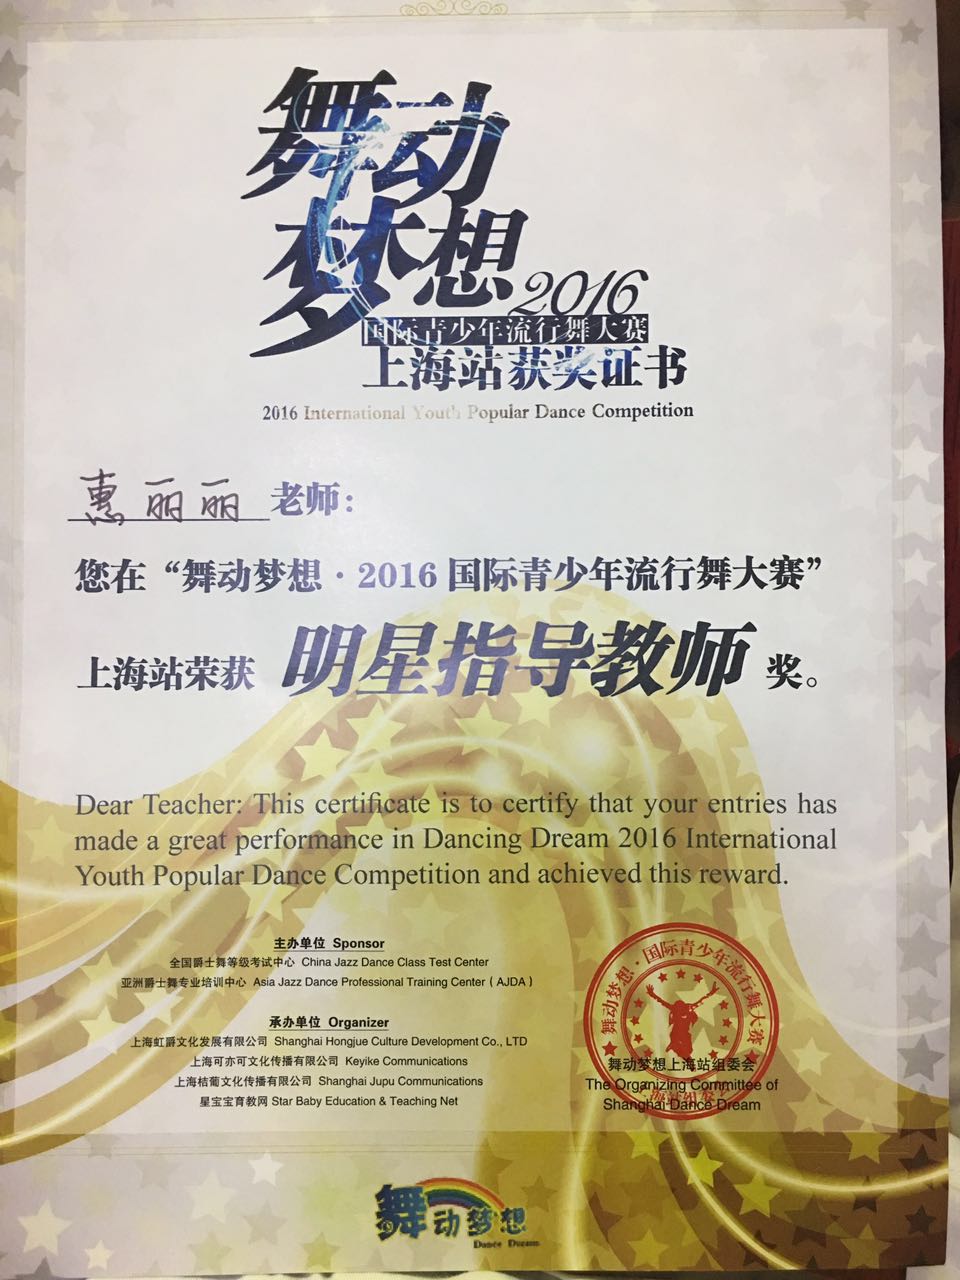 舞动
梦想 2016
国际青少年流行舞大赛
上海站获奖证书
2016 International Youth Popular Dance Competition
惠丽丽 老师：
您在“舞动梦想·2016 国际青少年流行舞大赛”
上海站荣获 明星指导教师 奖。
Dear Teacher: This certificate is to certify that your entries has
made a great performance in Dancing Dream 2016 International
Youth Popular Dance Competition and achieved this reward.
主办单位 Sponsor
全国爵士舞等级考试中心 China Jazz Dance Class Test Center
亚洲爵士舞专业培训中心 Asia Jazz Dance Professional Training Center（AJDA）
承办单位 Organizer
上海虹爵文化发展有限公司 Shanghai Hongjue Culture Development Co., LTD
上海可亦可文化传播有限公司 Keyike Communications
上海桔葡文化传播有限公司 Shanghai Jupu Communications
星宝宝育教网 Star Baby Education & Teaching Net
舞动梦想·国际青少年流行舞大赛
舞动梦想上海站组委会
The Organizing Committee of
Shanghai Dance Dream
舞动梦想
Dance Dream